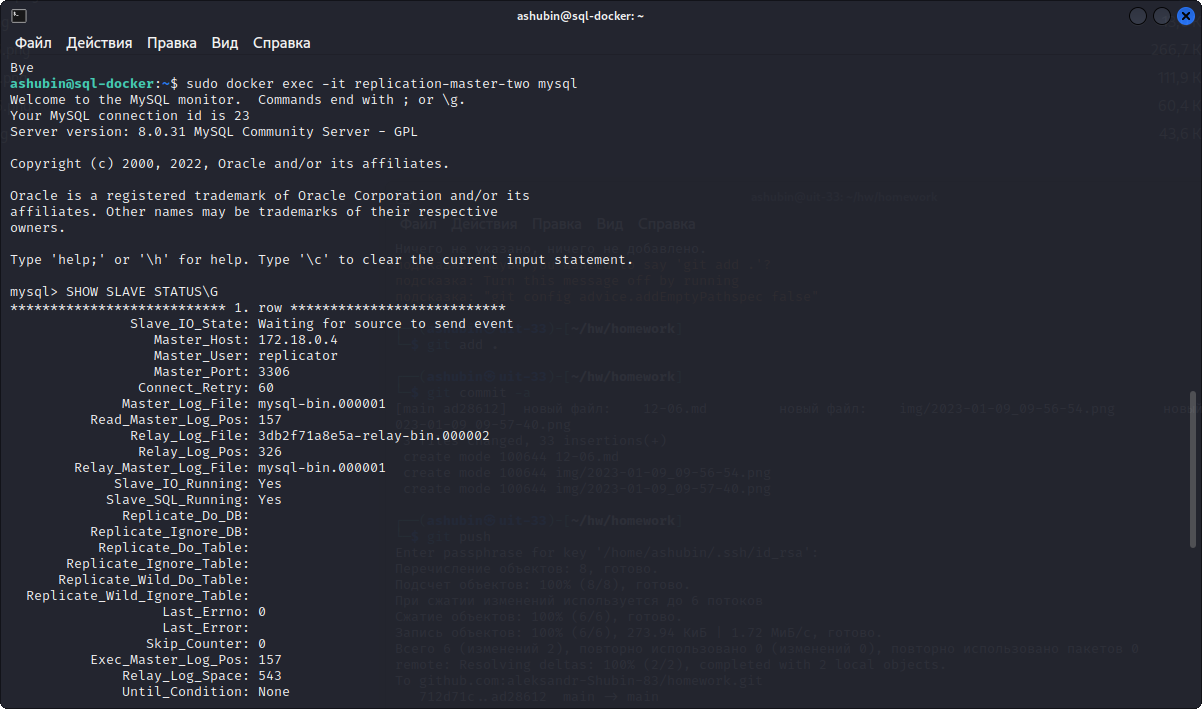 ashubin@sql-docker: ~
Файл Действия Правка Вид Справка
Bye
ashubin@sql-docker:~$ sudo docker exec -it replication-master-two mysql
Welcome to the MySQL monitor.  Commands end with ; or \g.
Your MySQL connection id is 23
Server version: 8.0.31 MySQL Community Server - GPL
Copyright (c) 2000, 2022, Oracle and/or its affiliates.
Oracle is a registered trademark of Oracle Corporation and/or its
affiliates. Other names may be trademarks of their respective
owners.
Type 'help;' or '\h' for help. Type '\c' to clear the current input statement.
mysql> SHOW SLAVE STATUS\G
*************************** 1. row ***************************
Slave_IO_State: Waiting for source to send event
Master_Host: 172.18.0.4
Master_User: replicator
Master_Port: 3306
Connect_Retry: 60
Master_Log_File: mysql-bin.000001
Read_Master_Log_Pos: 157
Relay_Log_File: 3db2f71a8e5a-relay-bin.000002
Relay_Log_Pos: 326
Relay_Master_Log_File: mysql-bin.000001
Slave_IO_Running: Yes
Slave_SQL_Running: Yes
Replicate_Do_DB:
Replicate_Ignore_DB:
Replicate_Do_Table:
Replicate_Ignore_Table:
Replicate_Wild_Do_Table:
Replicate_Wild_Ignore_Table:
Last_Errno: 0
Last_Error:
Skip_Counter: 0
Exec_Master_Log_Pos: 157
Relay_Log_Space: 543
Until_Condition: None